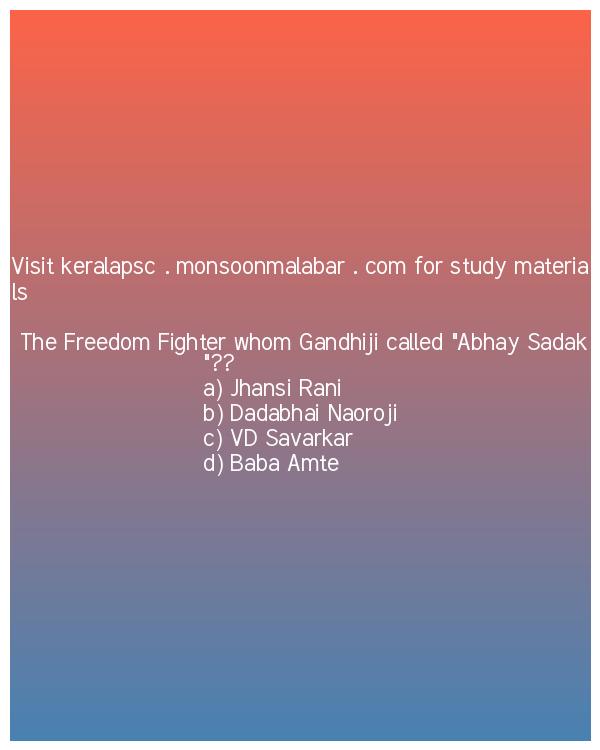 Visit keralapsc . monsoonmalabar . com for study materia
ls
The Freedom Fighter whom Gandhiji called "Abhay Sadak
"??
a) Jhansi Rani
b) Dadabhai Naoroji
c) VD Savarkar
d) Baba Amte